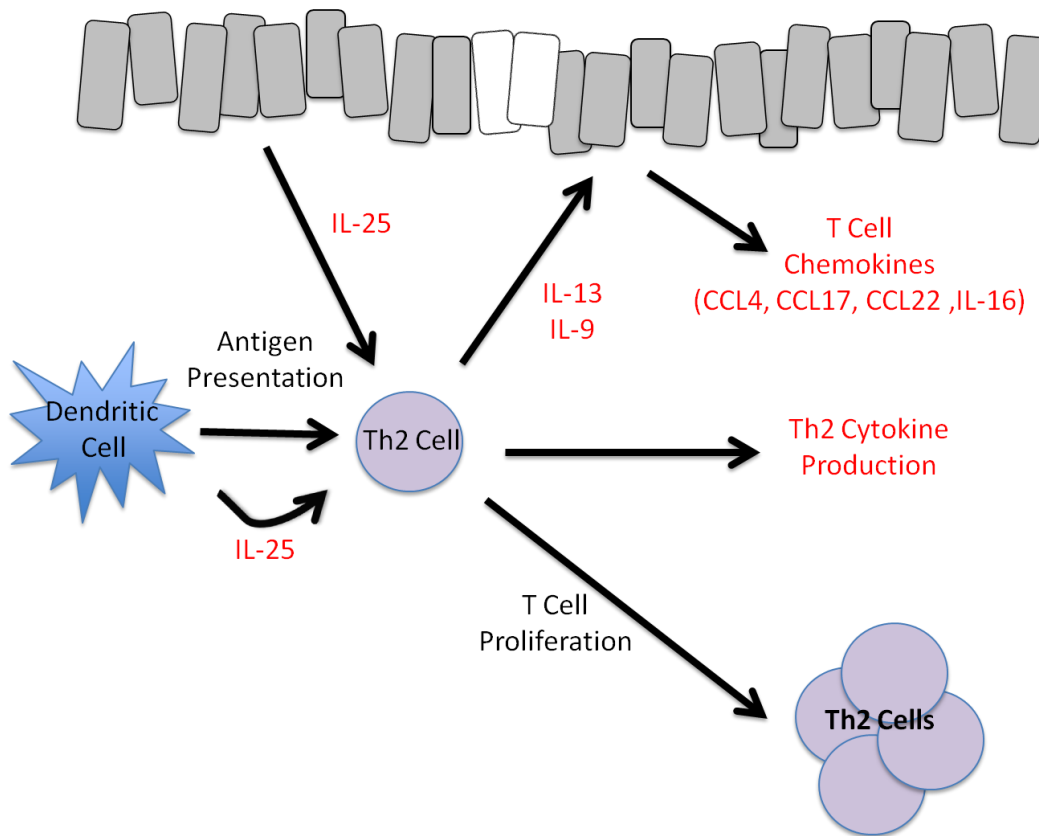 IL-25
T Cell
Chemokines
(CCL4, CCL17, CCL22 ,IL-16)
IL-13
IL-9
Antigen
Presentation
Dendritic
Cell
Th2 Cell
Th2 Cytokine
Production
IL-25
T Cell
Proliferation
Th2 Cells